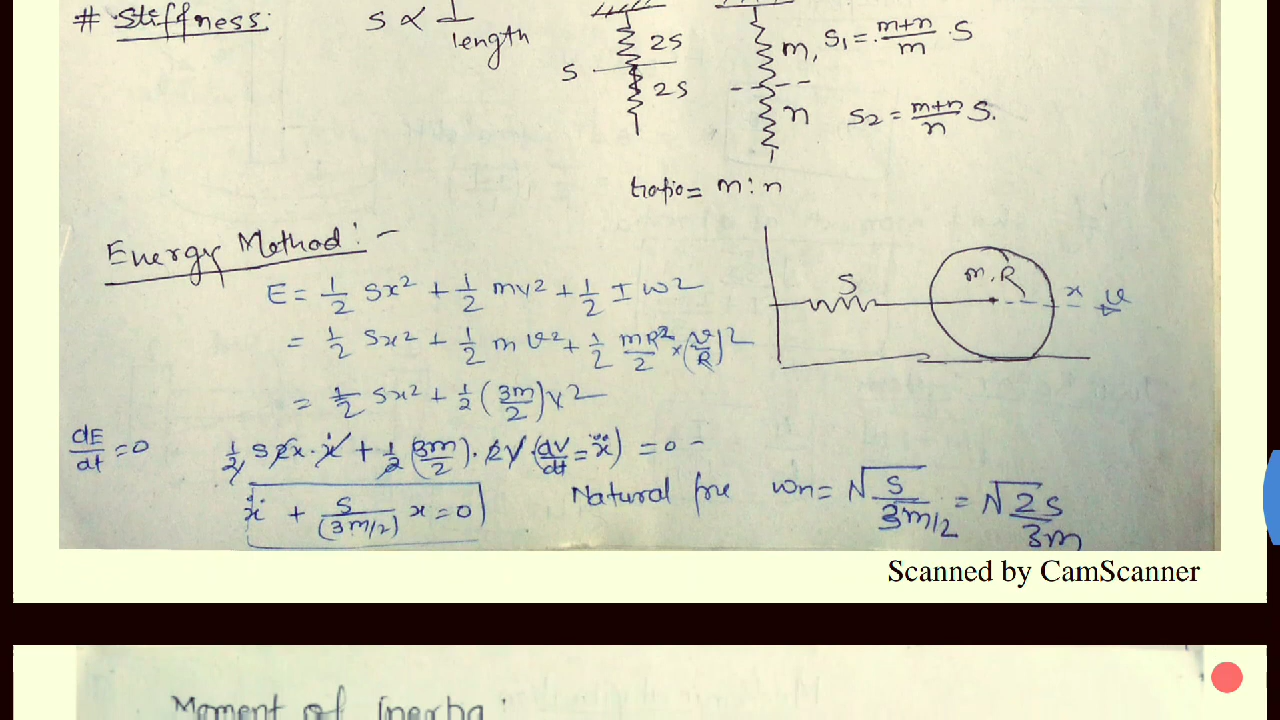 # Stiffness: S ∝ 1/length
2S
S
2S
m, S₁ = m+n/m · S
n S₂ = m+n/n S.
ratio = m : n
Energy Method : -
E = 1/2 Sx² + 1/2 mv² + 1/2 I ω²
= 1/2 Sx² + 1/2 m v² + 1/2 mR²/2 × (v/R)²
= 1/2 Sx² + 1/2 (3m/2) v²
S m, R x v
dE/dt = 0 1/2 S 2x · ẋ + 1/2 (3m/2) · 2v · (dv/dt = ẍ) = 0 -
ẍ + S/(3m/2) x = 0
Natural fre ωn = √S/3m/2 = √2S/3m
Scanned by CamScanner
Moment of inertia :